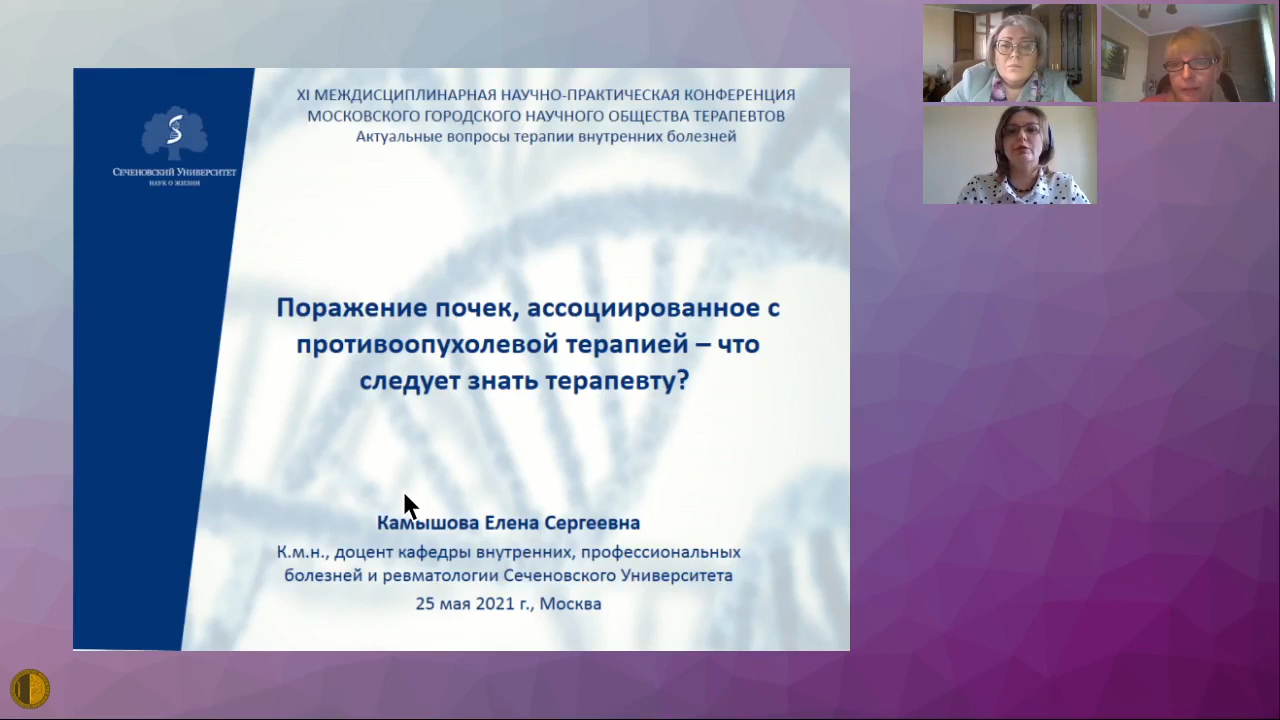 XI МЕЖДИСЦИПЛИНАРНАЯ НАУЧНО-ПРАКТИЧЕСКАЯ КОНФЕРЕНЦИЯ
МОСКОВСКОГО ГОРОДСКОГО НАУЧНОГО ОБЩЕСТВА ТЕРАПЕВТОВ
Актуальные вопросы терапии внутренних болезней
СЕЧЕНОВСКИЙ УНИВЕРСИТЕТ
НАУК О ЖИЗНИ
Поражение почек, ассоциированное с
противоопухолевой терапией – что
следует знать терапевту?
Камышова Елена Сергеевна
К.м.н., доцент кафедры внутренних, профессиональных
болезней и ревматологии Сеченовского Университета
25 мая 2021 г., Москва